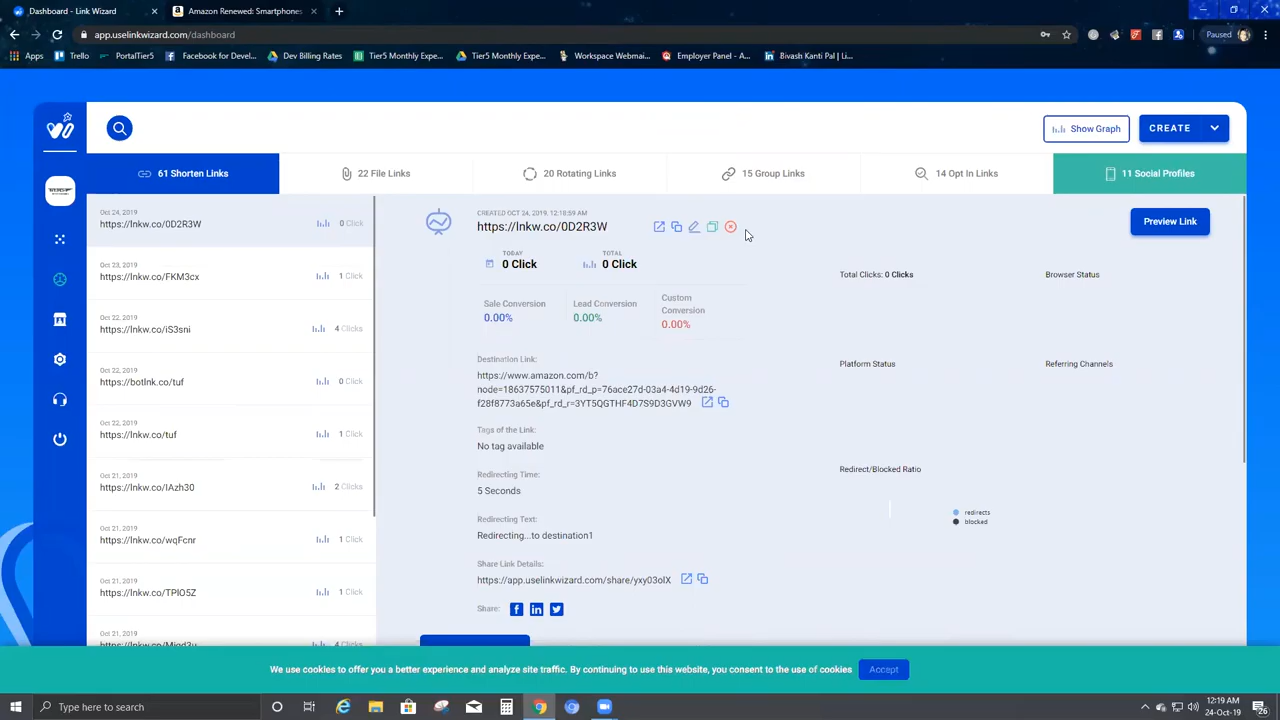 Dashboard - Link Wizard
Amazon Renewed: Smartphones
app.uselinkwizard.com/dashboard
Paused
Apps
Trello
PortalTier5
Facebook for Devel...
Dev Billing Rates
Tier5 Monthly Expe...
Tier5 Monthly Expe...
Workspace Webmai...
Employer Panel - A...
Bivash Kanti Pal | Li...
Show Graph
CREATE
61 Shorten Links
22 File Links
20 Rotating Links
15 Group Links
14 Opt In Links
11 Social Profiles
Oct 24, 2019
https://lnkw.co/0D2R3W
0 Click
Oct 23, 2019
https://lnkw.co/FKM3cx
1 Click
Oct 22, 2019
https://lnkw.co/iS3sni
4 Clicks
Oct 22, 2019
https://botlnk.co/tuf
0 Click
Oct 22, 2019
https://lnkw.co/tuf
1 Click
Oct 21, 2019
https://lnkw.co/IAzh30
2 Clicks
Oct 21, 2019
https://lnkw.co/wqFcnr
1 Click
Oct 21, 2019
https://lnkw.co/TPlO5Z
1 Click
Oct 21, 2019
CREATED OCT 24, 2019, 12:18:59 AM
https://lnkw.co/0D2R3W
TODAY
0 Click
TOTAL
0 Click
Sale Conversion
0.00%
Lead Conversion
0.00%
Custom
Conversion
0.00%
Destination Link:
https://www.amazon.com/b?
node=18637575011&pf_rd_p=76ace27d-03a4-4d19-9d26-
f28f8773a65e&pf_rd_r=3YT5QGTHF4D7S9D3GVW9
Tags of the Link:
No tag available
Redirecting Time:
5 Seconds
Redirecting Text:
Redirecting...to destination1
Share Link Details:
https://app.uselinkwizard.com/share/yxy03olX
Share:
Preview Link
Total Clicks: 0 Clicks
Browser Status
Platform Status
Referring Channels
Redirect/Blocked Ratio
redirects
blocked
We use cookies to offer you a better experience and analyze site traffic. By continuing to use this website, you consent to the use of cookies
Accept
Type here to search
12:19 AM
24-Oct-19
26